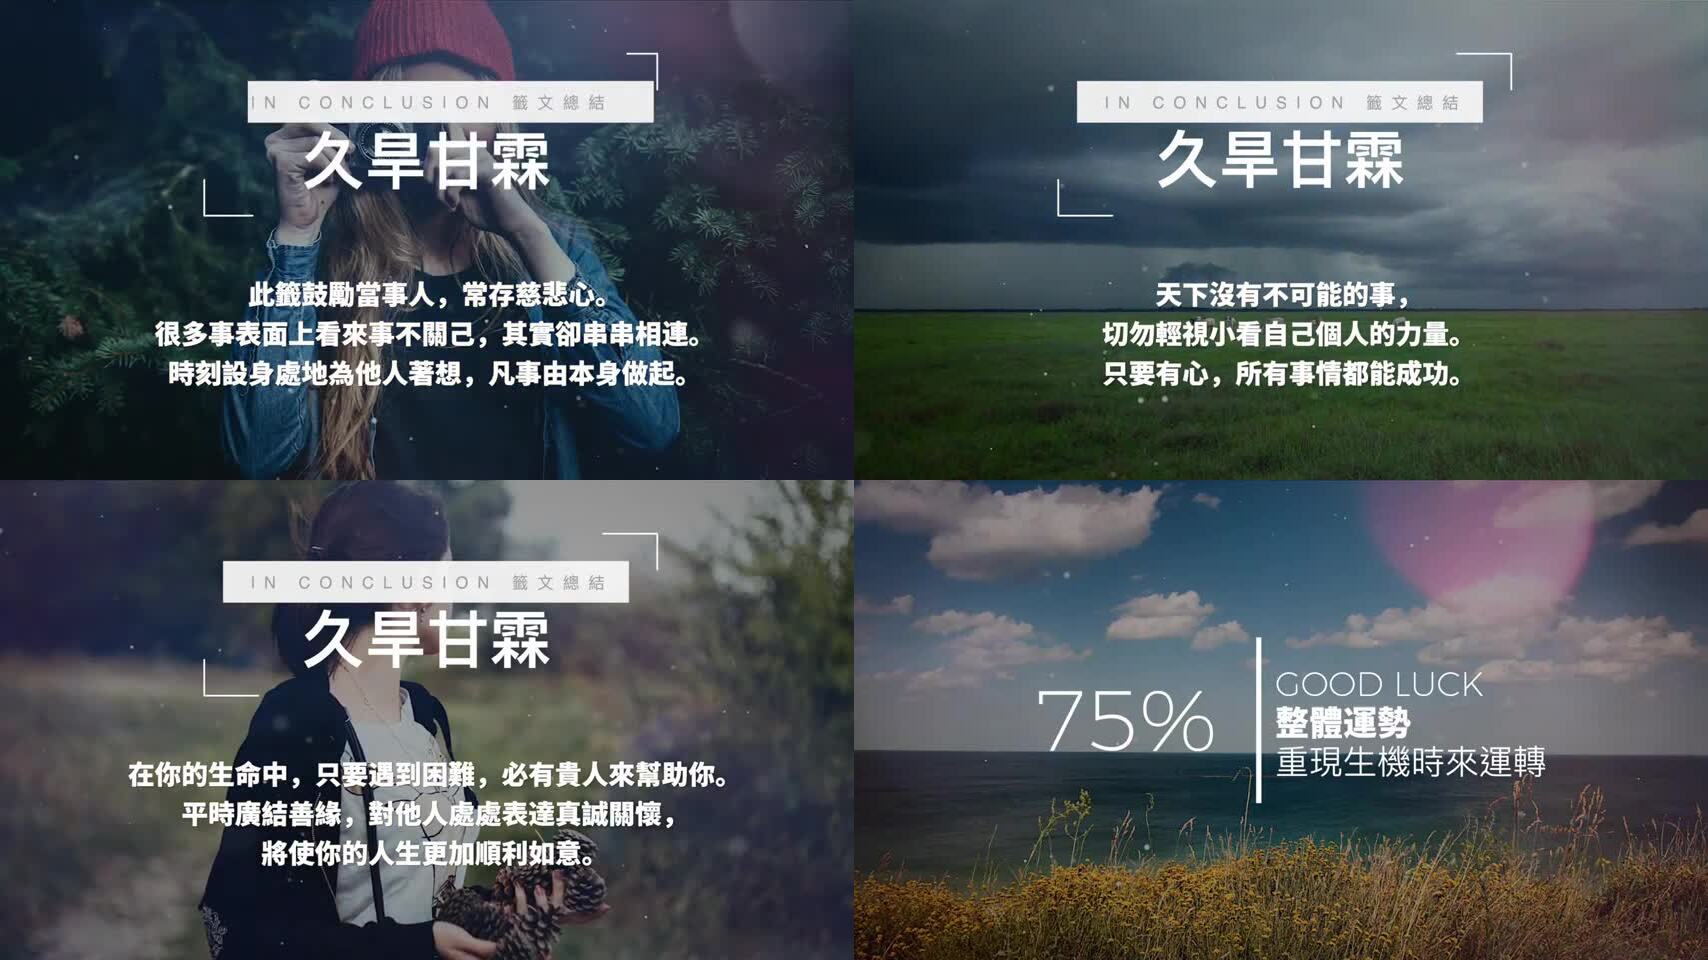 IN CONCLUSION 籤文總結
久旱甘霖
此籤鼓勵當事人，常存慈悲心。
很多事表面上看來事不關己，其實卻串串相連。
時刻設身處地為他人著想，凡事由本身做起。
IN CONCLUSION 籤文總結
久旱甘霖
天下沒有不可能的事，
切勿輕視小看自己個人的力量。
只要有心，所有事情都能成功。
IN CONCLUSION 籤文總結
久旱甘霖
在你的生命中，只要遇到困難，必有貴人來幫助你。
平時廣結善緣，對他人處處表達真誠關懷，
將使你的人生更加順利如意。
75%
GOOD LUCK
整體運勢
重現生機時來運轉